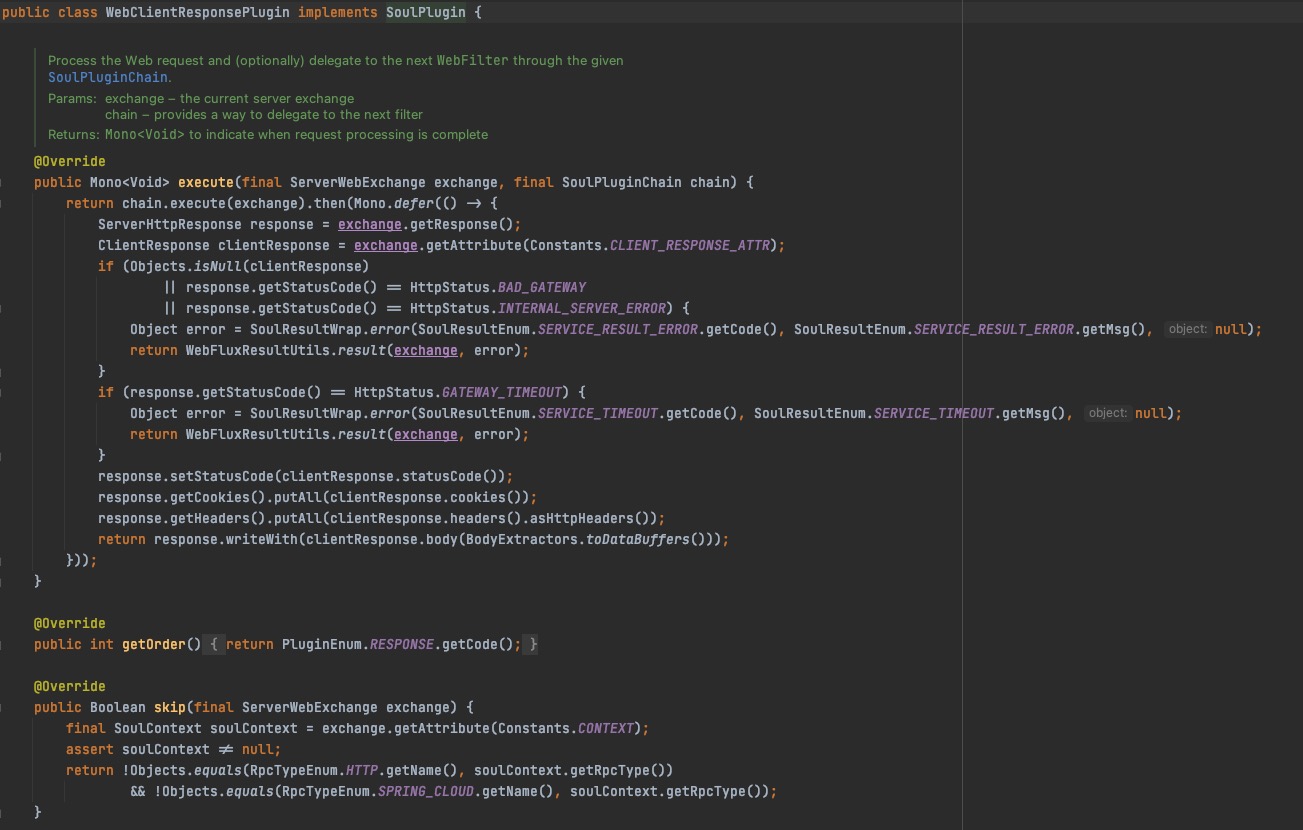 public class WebClientResponsePlugin implements SoulPlugin {
Process the Web request and (optionally) delegate to the next WebFilter through the given
SoulPluginChain.
Params: exchange – the current server exchange
chain – provides a way to delegate to the next filter
Returns: Mono<Void> to indicate when request processing is complete
@Override
public Mono<Void> execute(final ServerWebExchange exchange, final SoulPluginChain chain) {
return chain.execute(exchange).then(Mono.defer(() -> {
ServerHttpResponse response = exchange.getResponse();
ClientResponse clientResponse = exchange.getAttribute(Constants.CLIENT_RESPONSE_ATTR);
if (Objects.isNull(clientResponse)
|| response.getStatusCode() == HttpStatus.BAD_GATEWAY
|| response.getStatusCode() == HttpStatus.INTERNAL_SERVER_ERROR) {
Object error = SoulResultWrap.error(SoulResultEnum.SERVICE_RESULT_ERROR.getCode(), SoulResultEnum.SERVICE_RESULT_ERROR.getMsg(), object: null);
return WebFluxResultUtils.result(exchange, error);
}
if (response.getStatusCode() == HttpStatus.GATEWAY_TIMEOUT) {
Object error = SoulResultWrap.error(SoulResultEnum.SERVICE_TIMEOUT.getCode(), SoulResultEnum.SERVICE_TIMEOUT.getMsg(), object: null);
return WebFluxResultUtils.result(exchange, error);
}
response.setStatusCode(clientResponse.statusCode());
response.getCookies().putAll(clientResponse.cookies());
response.getHeaders().putAll(clientResponse.headers().asHttpHeaders());
return response.writeWith(clientResponse.body(BodyExtractors.toDataBuffers()));
}));
}
@Override
public int getOrder() { return PluginEnum.RESPONSE.getCode(); }
@Override
public Boolean skip(final ServerWebExchange exchange) {
final SoulContext soulContext = exchange.getAttribute(Constants.CONTEXT);
assert soulContext != null;
return !Objects.equals(RpcTypeEnum.HTTP.getName(), soulContext.getRpcType())
&& !Objects.equals(RpcTypeEnum.SPRING_CLOUD.getName(), soulContext.getRpcType());
}